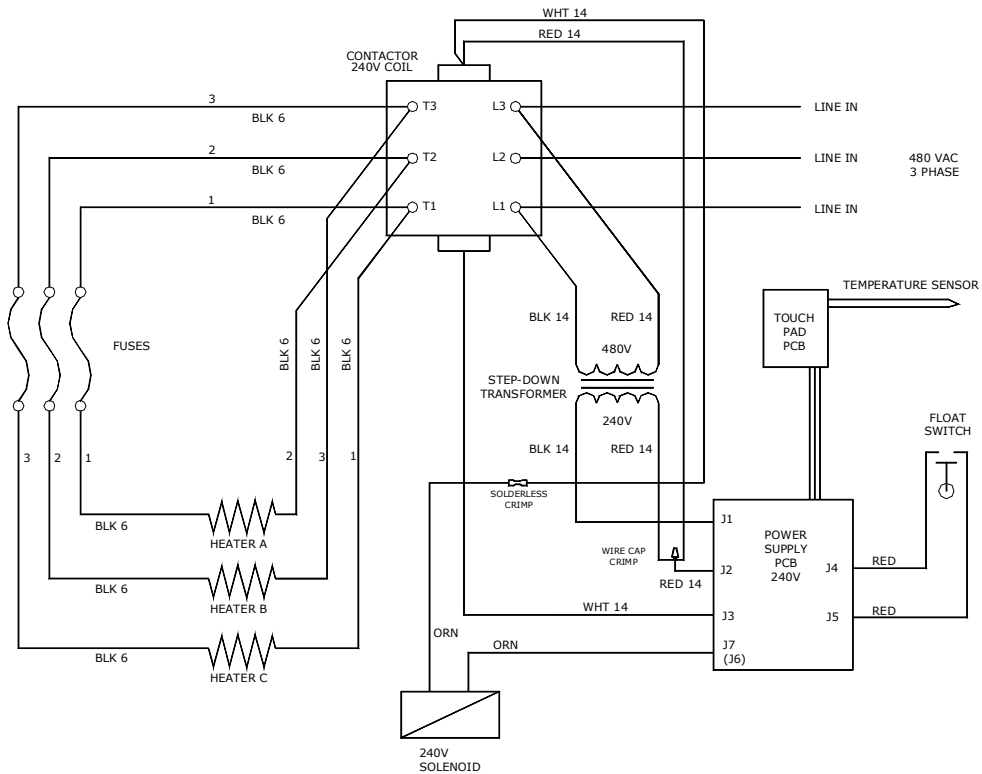 WHT 14
RED 14
CONTACTOR
240V COIL
3
BLK 6
T3
L3
LINE IN
2
BLK 6
T2
L2
LINE IN
480 VAC
3 PHASE
1
BLK 6
T1
L1
LINE IN
TEMPERATURE SENSOR
TOUCH
PAD
PCB
FUSES
BLK 6
BLK 6
BLK 6
BLK 14
RED 14
480V
STEP-DOWN
TRANSFORMER
240V
BLK 14
RED 14
FLOAT
SWITCH
3
2
1
2
3
1
SOLDERLESS
CRIMP
BLK 6
HEATER A
WIRE CAP
CRIMP
RED 14
J1
J2
J3
J7
(J6)
POWER
SUPPLY
PCB
240V
J4
J5
RED
RED
BLK 6
HEATER B
WHT 14
ORN
ORN
BLK 6
HEATER C
240V
SOLENOID